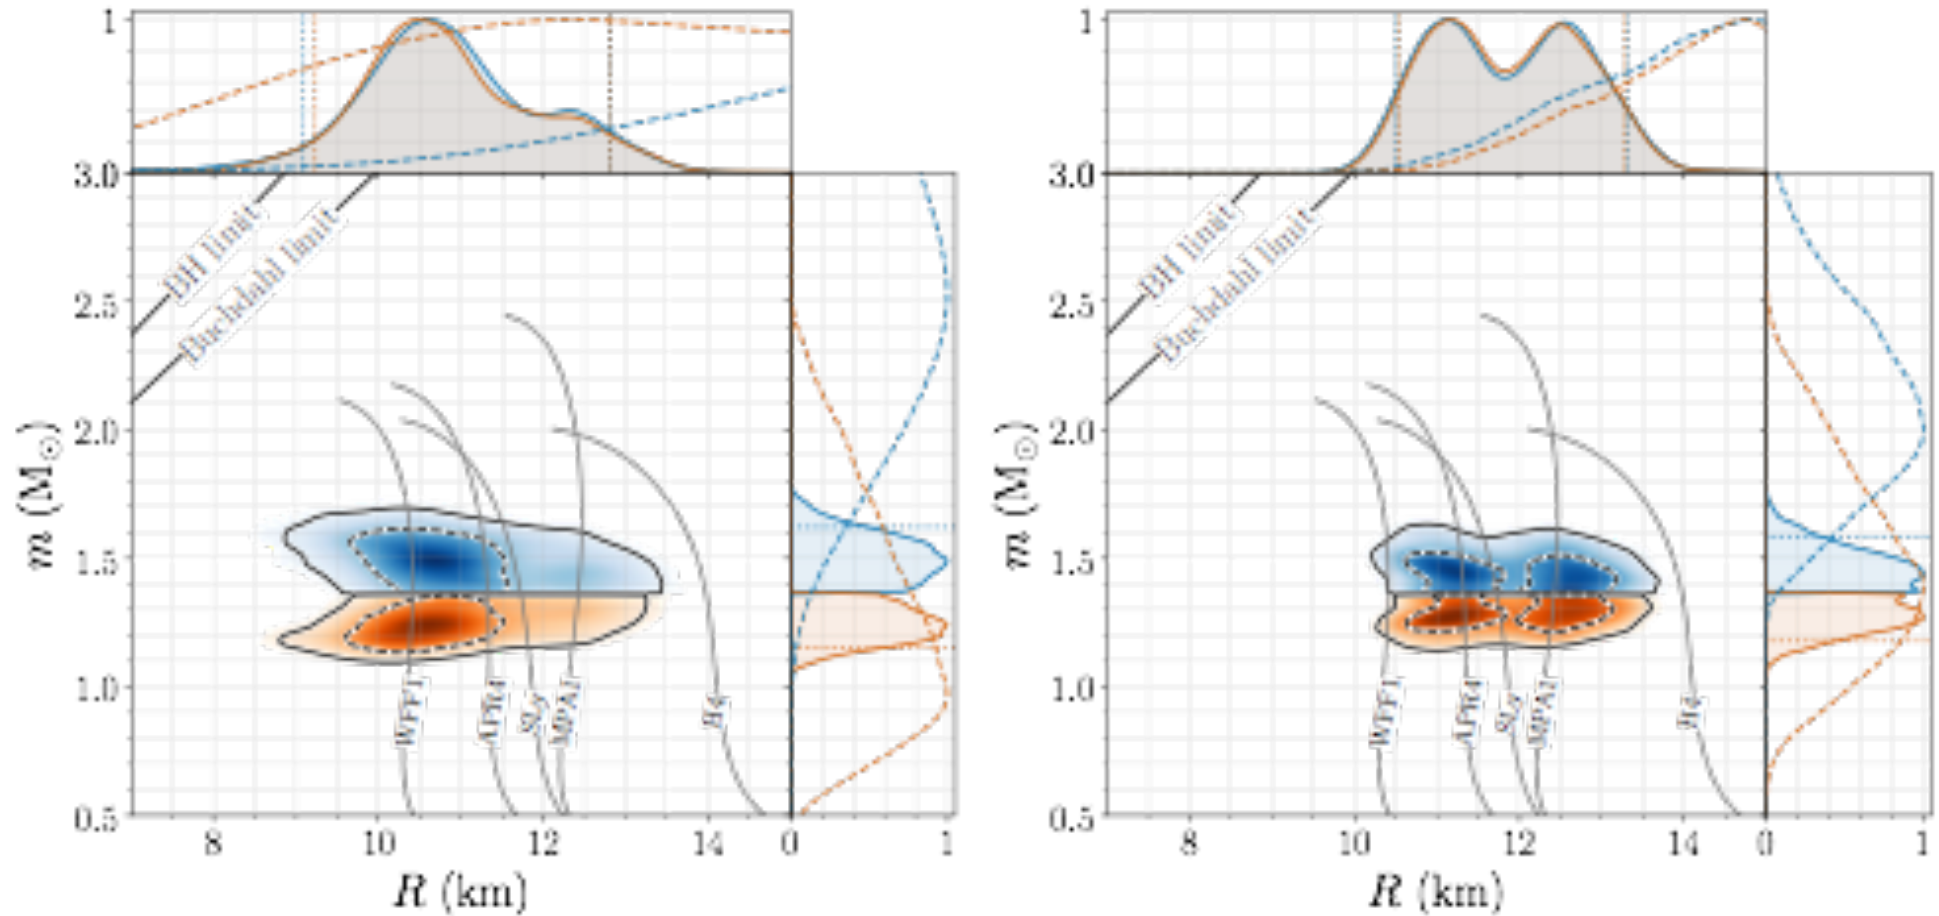 1
3.0
BH limit
Buchdahl limit
2.5
2.0
1.5
1.0
0.5
m (M⊙)
WFF1
APR4
SLy
MPA1
H4
8
10
12
14
0
1
R (km)
1
3.0
BH limit
Buchdahl limit
2.5
2.0
1.5
1.0
0.5
m (M⊙)
WFF1
APR4
SLy
MPA1
H4
8
10
12
14
0
1
R (km)